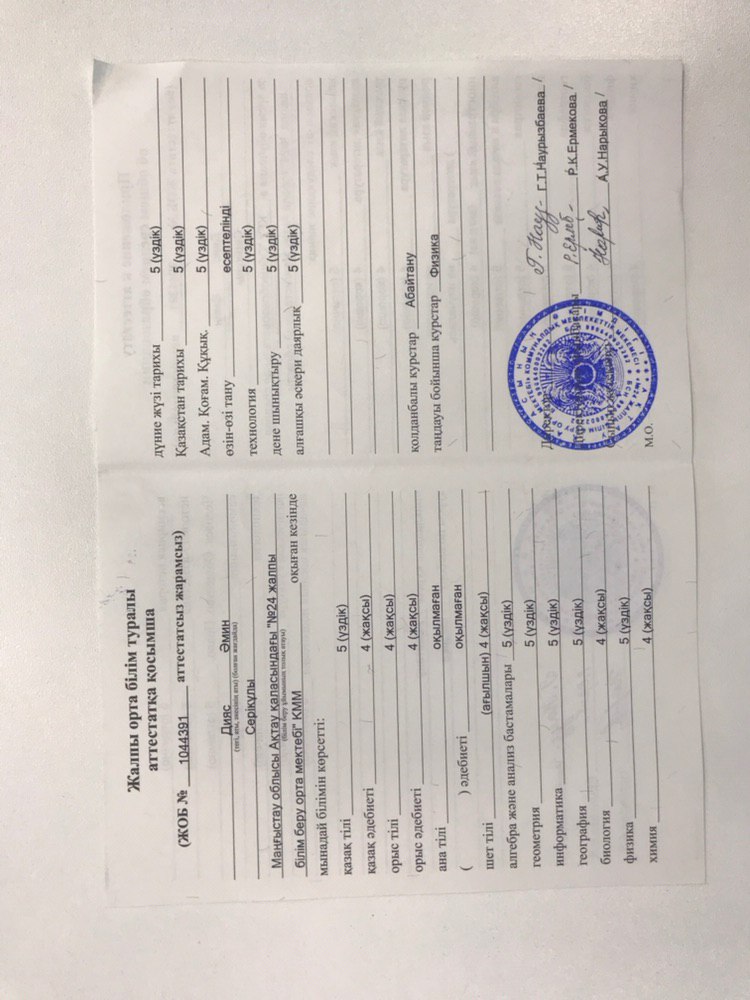 Жалпы орта білім туралы
аттестатқа қосымша
(ЖОБ № 1044391 аттестатсыз жарамсыз)
Дияс Әмин
(тегі, аты, әкесінің аты) (болған жағдайда)
Серікұлы
Маңғыстау облысы Ақтау қаласындағы "№24 жалпы
(білім беру ұйымының толық атауы)
білім беру орта мектебі" КММ оқыған кезінде
мынадай білімін көрсетті:
қазақ тілі 5 (үздік)
қазақ әдебиеті 4 (жақсы)
орыс тілі 4 (жақсы)
орыс әдебиеті 4 (жақсы)
ана тілі оқылмаған
( ) әдебиеті оқылмаған
шет тілі (ағылшын) 4 (жақсы)
алгебра және анализ бастамалары 5 (үздік)
геометрия 5 (үздік)
информатика 5 (үздік)
география 5 (үздік)
биология 4 (жақсы)
физика 5 (үздік)
химия 4 (жақсы)
дүние жүзі тарихы 5 (үздік)
Қазақстан тарихы 5 (үздік)
Адам. Қоғам. Құқық. 5 (үздік)
өзін-өзі тану есептелінді
технология 5 (үздік)
дене шынықтыру 5 (үздік)
алғашқы әскери даярлық 5 (үздік)
қолданбалы курстар Абайтану
таңдауы бойынша курстар Физика
Директор Г.Т.Наурызбаева /
Р.К.Ермекова /
А.У.Нарыкова /
М.О.